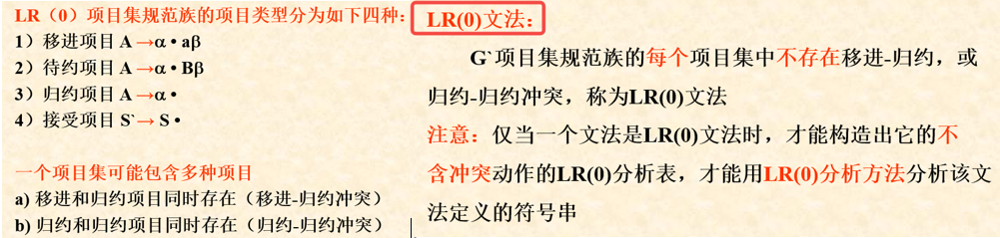 LR（0）项目集规范族的项目类型分为如下四种：
1）移进项目 A →α • aβ
2）待约项目 A →α • Bβ
3）归约项目 A →α •
4）接受项目 S`→ S •
一个项目集可能包含多种项目
a) 移进和归约项目同时存在（移进-归约冲突）
b) 归约和归约项目同时存在（归约-归约冲突）
LR(0)文法：
G`项目集规范族的每个项目集中不存在移进-归约，或
归约-归约冲突，称为LR(0)文法
注意：仅当一个文法是LR(0)文法时，才能构造出它的不
含冲突动作的LR(0)分析表，才能用LR(0)分析方法分析该文
法定义的符号串